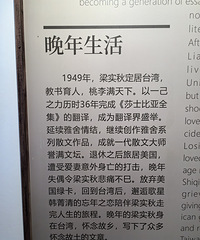 becoming a generation of essa
晚年生活
1949年，梁实秋定居台湾，
教书育人，桃李满天下。以一己
之力历时36年完成《莎士比亚全
集》的翻译，成为翻译界盛举。
延续雅舍情结，继续创作雅舍系
列散文作品，成就一代散文大师
誉满文坛。退休之后旅居美国，
遭受爱妻意外身亡的打击，晚年
失偶令梁实秋悲痛不已。放弃美
国绿卡，回到台湾后，邂逅歌星
韩菁清的忘年之恋陪伴梁实秋走
完人生的旅程。晚年的梁实秋身
在台湾，怀念故乡，写下了众多
怀念故土的文章。